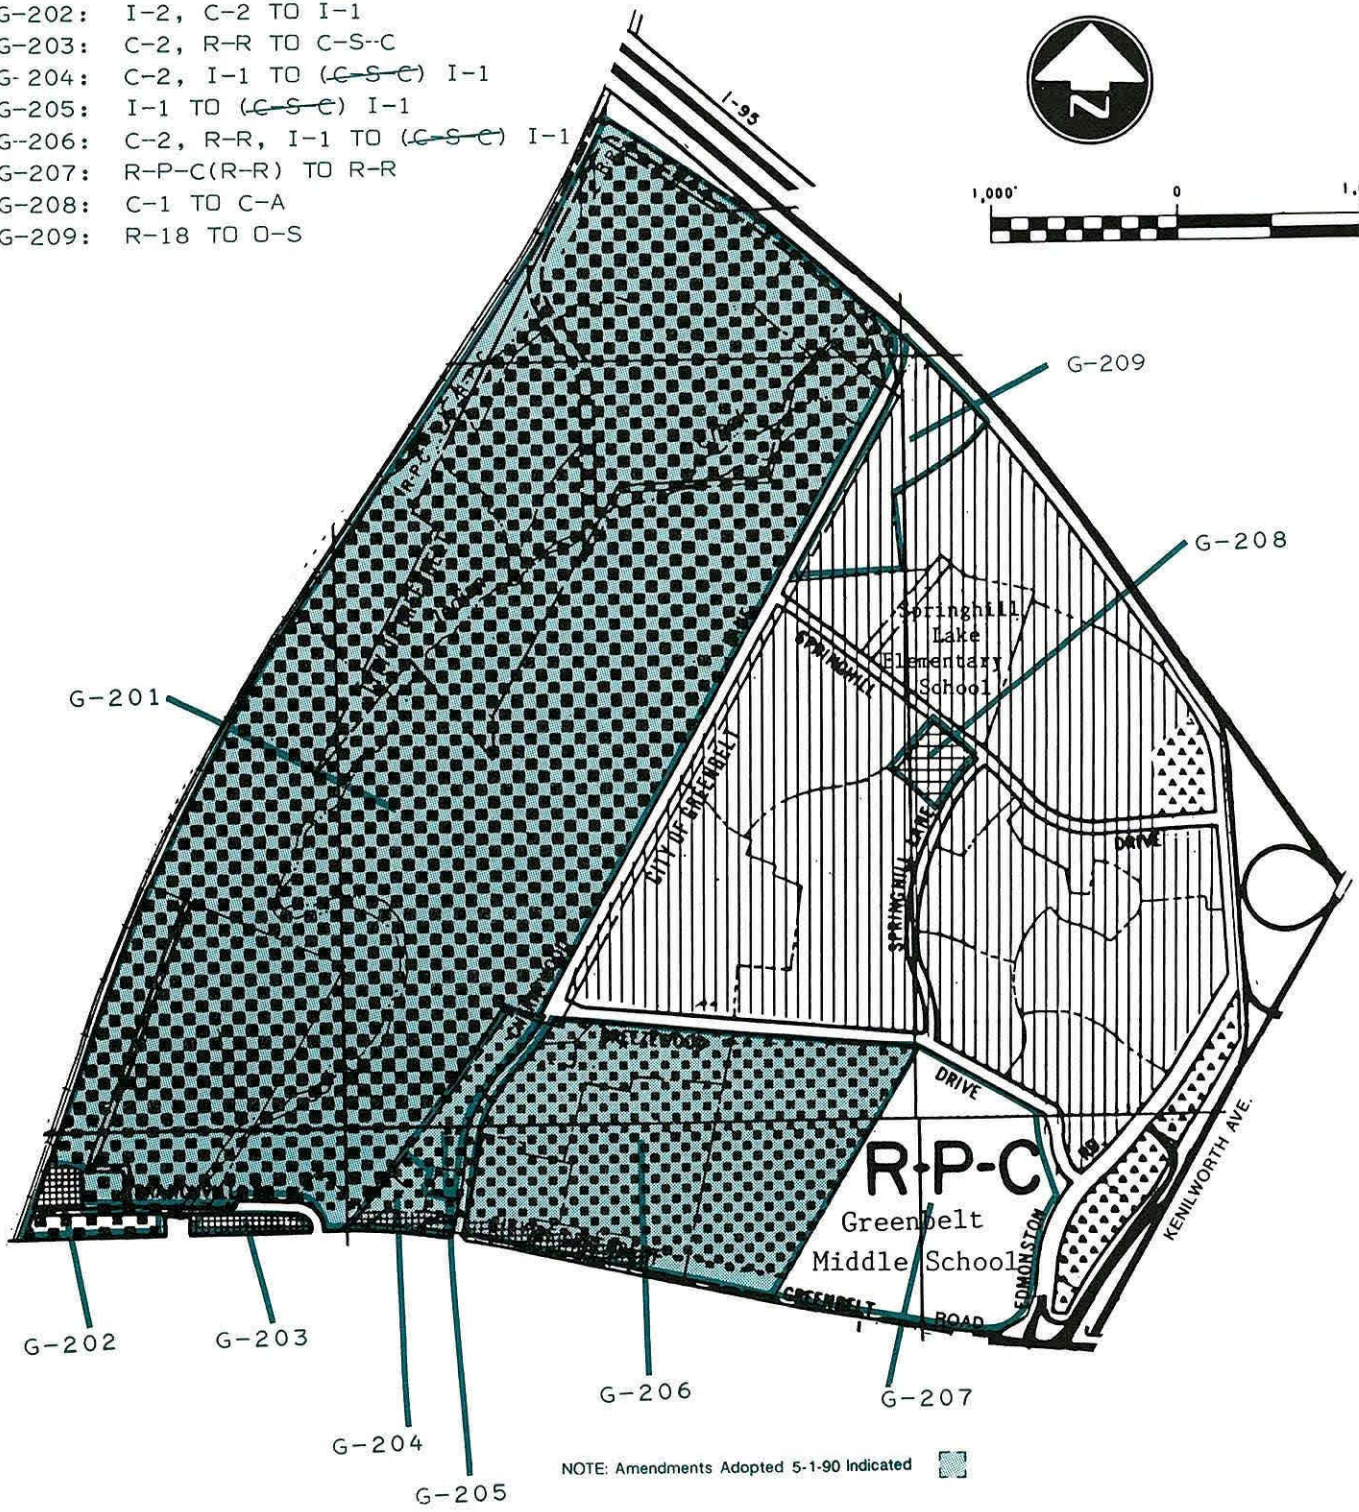 G-202: I-2, C-2 TO I-1
G-203: C-2, R-R TO C-S-C
G-204: C-2, I-1 TO (C-S-C) I-1
G-205: I-1 TO (C-S-C) I-1
G-206: C-2, R-R, I-1 TO (C-S-C) I-1
G-207: R-P-C(R-R) TO R-R
G-208: C-1 TO C-A
G-209: R-18 TO O-S
I-95
N
1,000'
0
G-209
G-208
Springhill
Lake
Elementary
School
SPRINGHILL
G-201
CITY OF GREENBELT
SPRINGHILL LANE
DRIVE
DRIVE
R-P-C
RD
Greenbelt
Middle School
EDMONSTON
KENILWORTH AVE.
GREENBELT
ROAD
G-202
G-203
G-206
G-207
G-204
G-205
NOTE: Amendments Adopted 5-1-90 Indicated